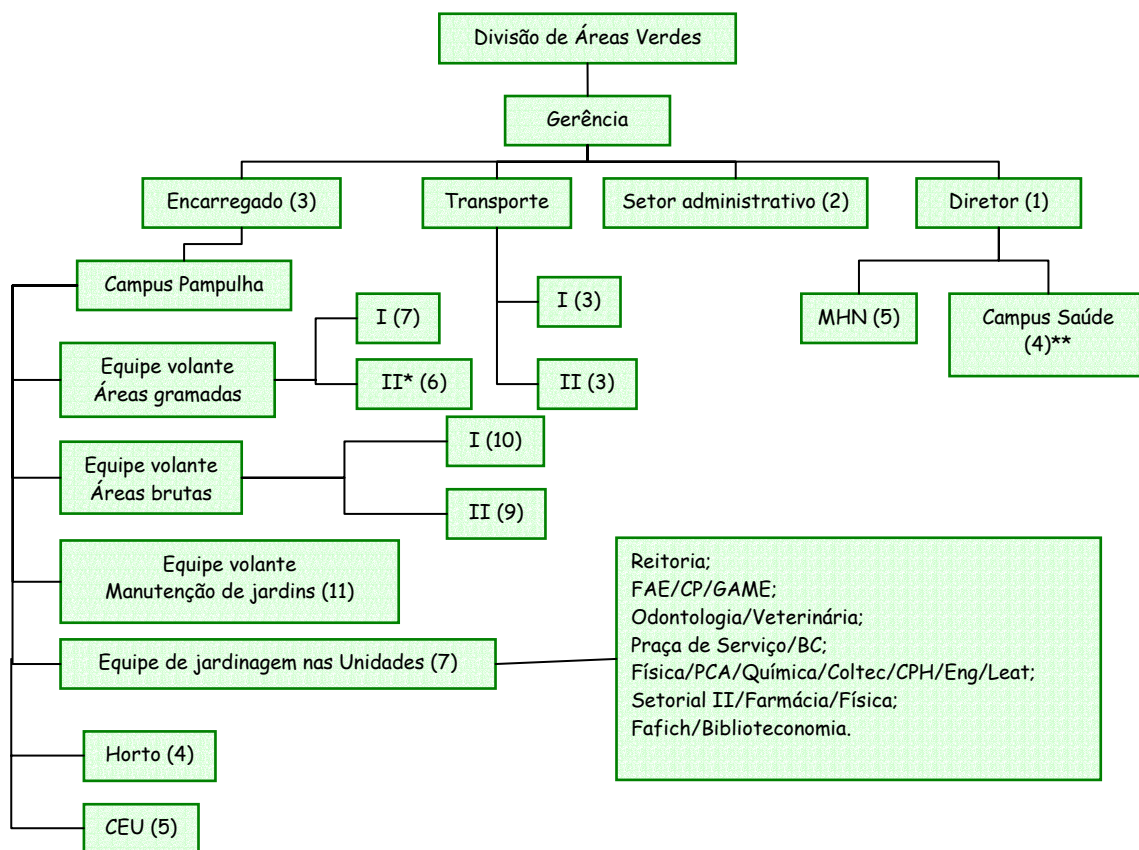 Divisão de Áreas Verdes
Gerência
Encarregado (3)
Transporte
Setor administrativo (2)
Diretor (1)
Campus Pampulha
I (3)
II (3)
MHN (5)
Campus Saúde
(4)**
Equipe volante
Áreas gramadas
I (7)
II* (6)
Equipe volante
Áreas brutas
I (10)
II (9)
Equipe volante
Manutenção de jardins (11)
Equipe de jardinagem nas Unidades (7)
Reitoria;
FAE/CP/GAME;
Odontologia/Veterinária;
Praça de Serviço/BC;
Física/PCA/Química/Coltec/CPH/Eng/Leat;
Setorial II/Farmácia/Física;
Fafich/Biblioteconomia.
Horto (4)
CEU (5)